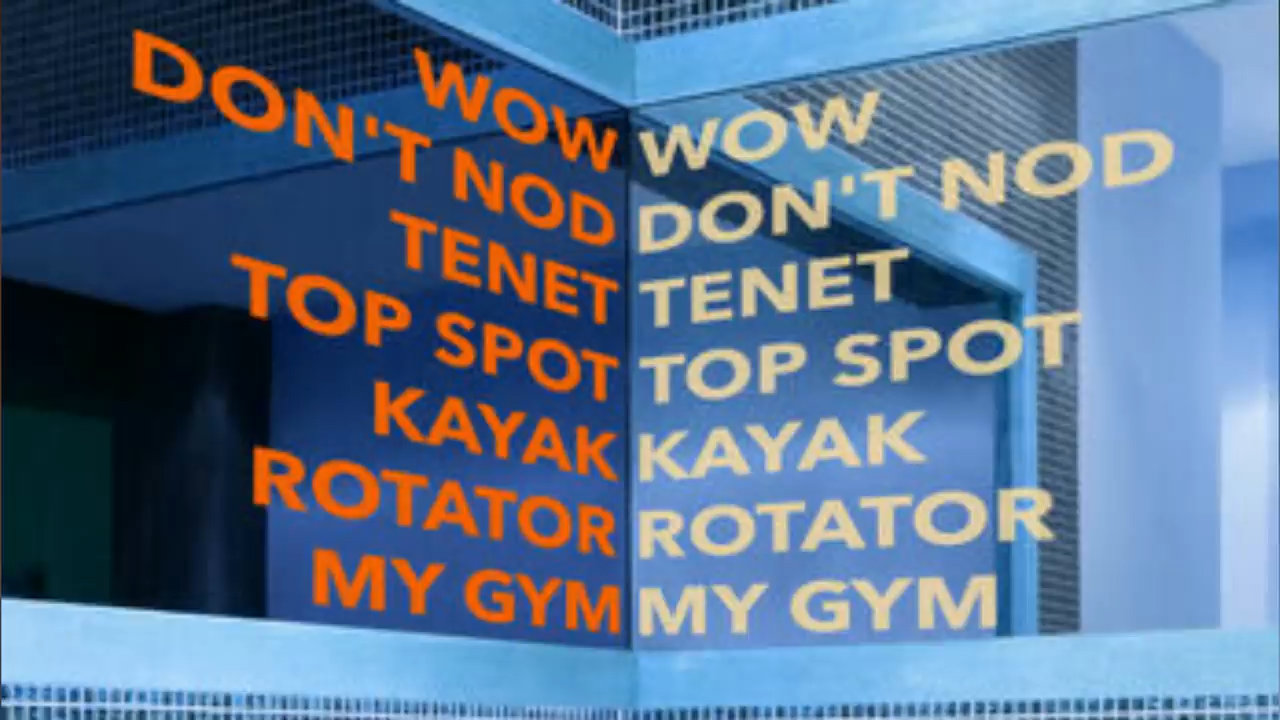 WOW
DON'T NOD
TENET
TOP SPOT
KAYAK
ROTATOR
MY GYM
WOW
DON'T NOD
TENET
TOP SPOT
KAYAK
ROTATOR
MY GYM